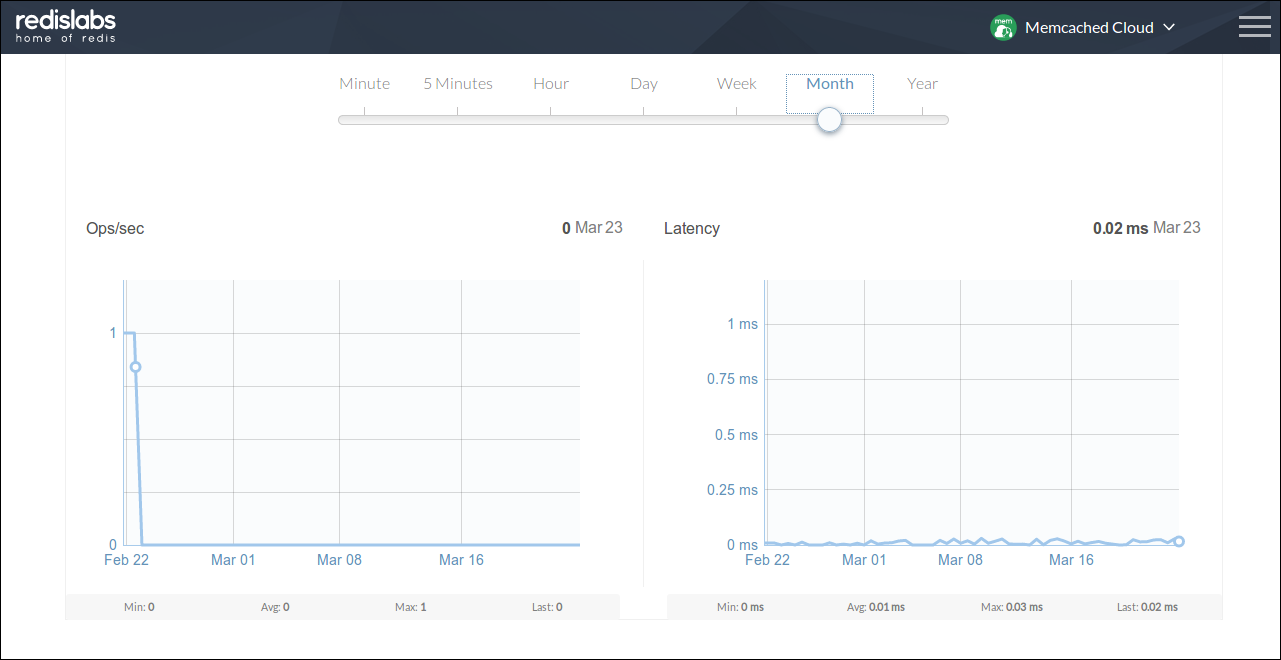 redislabs
home of redis
mem
Memcached Cloud
Minute 5 Minutes Hour Day Week Month Year
Ops/sec 0 Mar 23
Latency 0.02 ms Mar 23
1
0
Feb 22 Mar 01 Mar 08 Mar 16
1 ms
0.75 ms
0.5 ms
0.25 ms
0 ms
Feb 22 Mar 01 Mar 08 Mar 16
Min: 0 Avg: 0 Max: 1 Last: 0
Min: 0 ms Avg: 0.01 ms Max: 0.03 ms Last: 0.02 ms